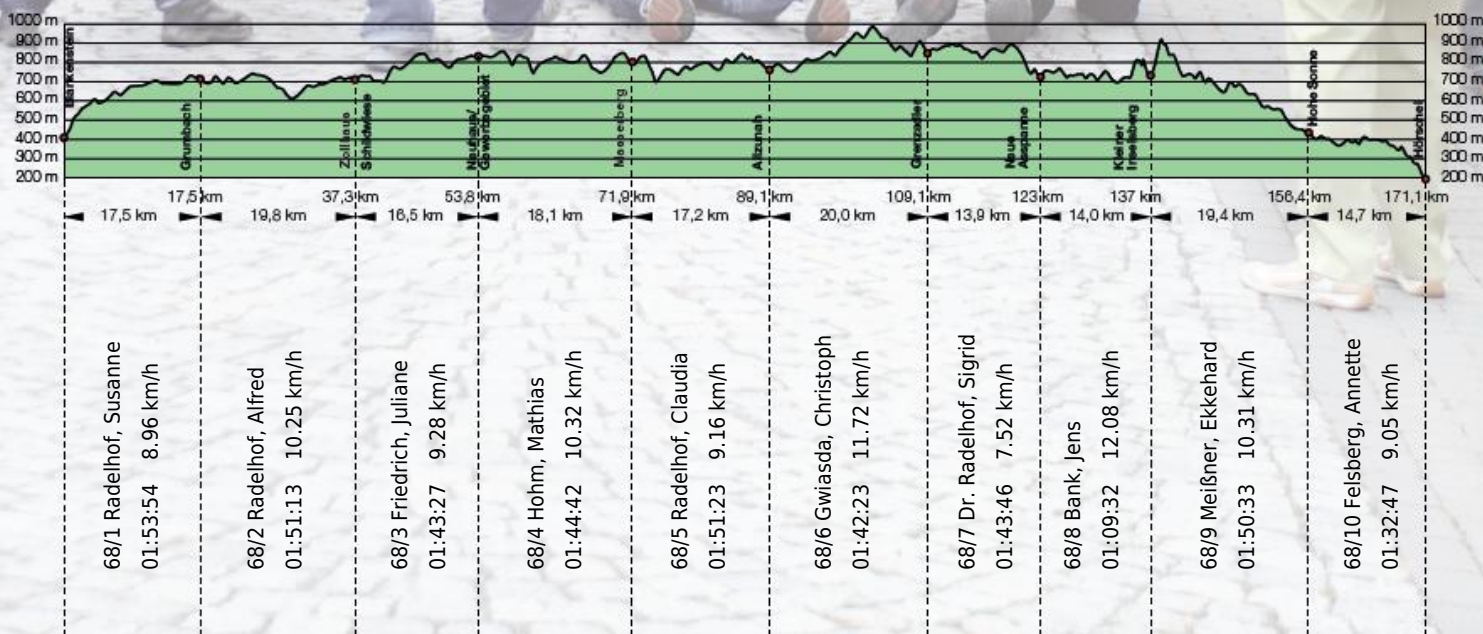 1000 m
900 m
800 m
700 m
600 m
500 m
400 m
300 m
200 m
1000 m
900 m
800 m
700 m
600 m
500 m
400 m
300 m
200 m
Blankenstein
Grumbach
Zollhaus
Schildwiese
Neuhaus/
Masserberg
Allzunah
Grenzadler
Neue
Ausspanne
Kleiner
Inselsberg
Hohe Sonne
Hörschel
17,5 km
37,3 km
53,8 km
71,9 km
89,1 km
109,1 km
123 km
137 km
156,4 km
171,1 km
17,5 km
19,8 km
16,5 km
18,1 km
17,2 km
20,0 km
13,9 km
14,0 km
19,4 km
14,7 km
68/1 Radelhof, Susanne
01:53:54 8.96 km/h
68/2 Radelhof, Alfred
01:51:13 10.25 km/h
68/3 Friedrich, Juliane
01:43:27 9.28 km/h
68/4 Hohm, Mathias
01:44:42 10.32 km/h
68/5 Radelhof, Claudia
01:51:23 9.16 km/h
68/6 Gwiasda, Christoph
01:42:23 11.72 km/h
68/7 Dr. Radelhof, Sigrid
01:43:46 7.52 km/h
68/8 Bank, Jens
01:09:32 12.08 km/h
68/9 Meißner, Ekkehard
01:50:33 10.31 km/h
68/10 Felsberg, Annette
01:32:47 9.05 km/h